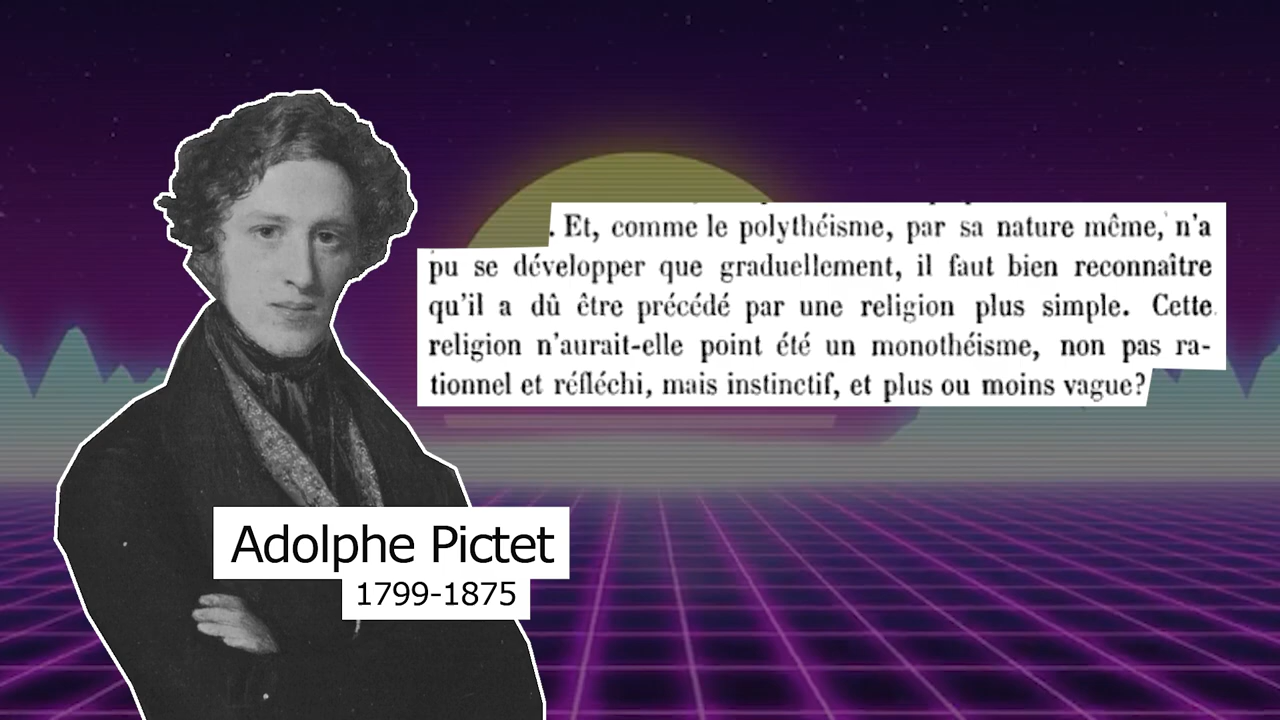 . Et, comme le polythéisme, par sa nature même, n'a
pu se développer que graduellement, il faut bien reconnaître
qu'il a dû être précédé par une religion plus simple. Cette
religion n'aurait-elle point été un monothéisme, non pas ra-
tionnel et réfléchi, mais instinctif, et plus ou moins vague?
Adolphe Pictet
1799-1875